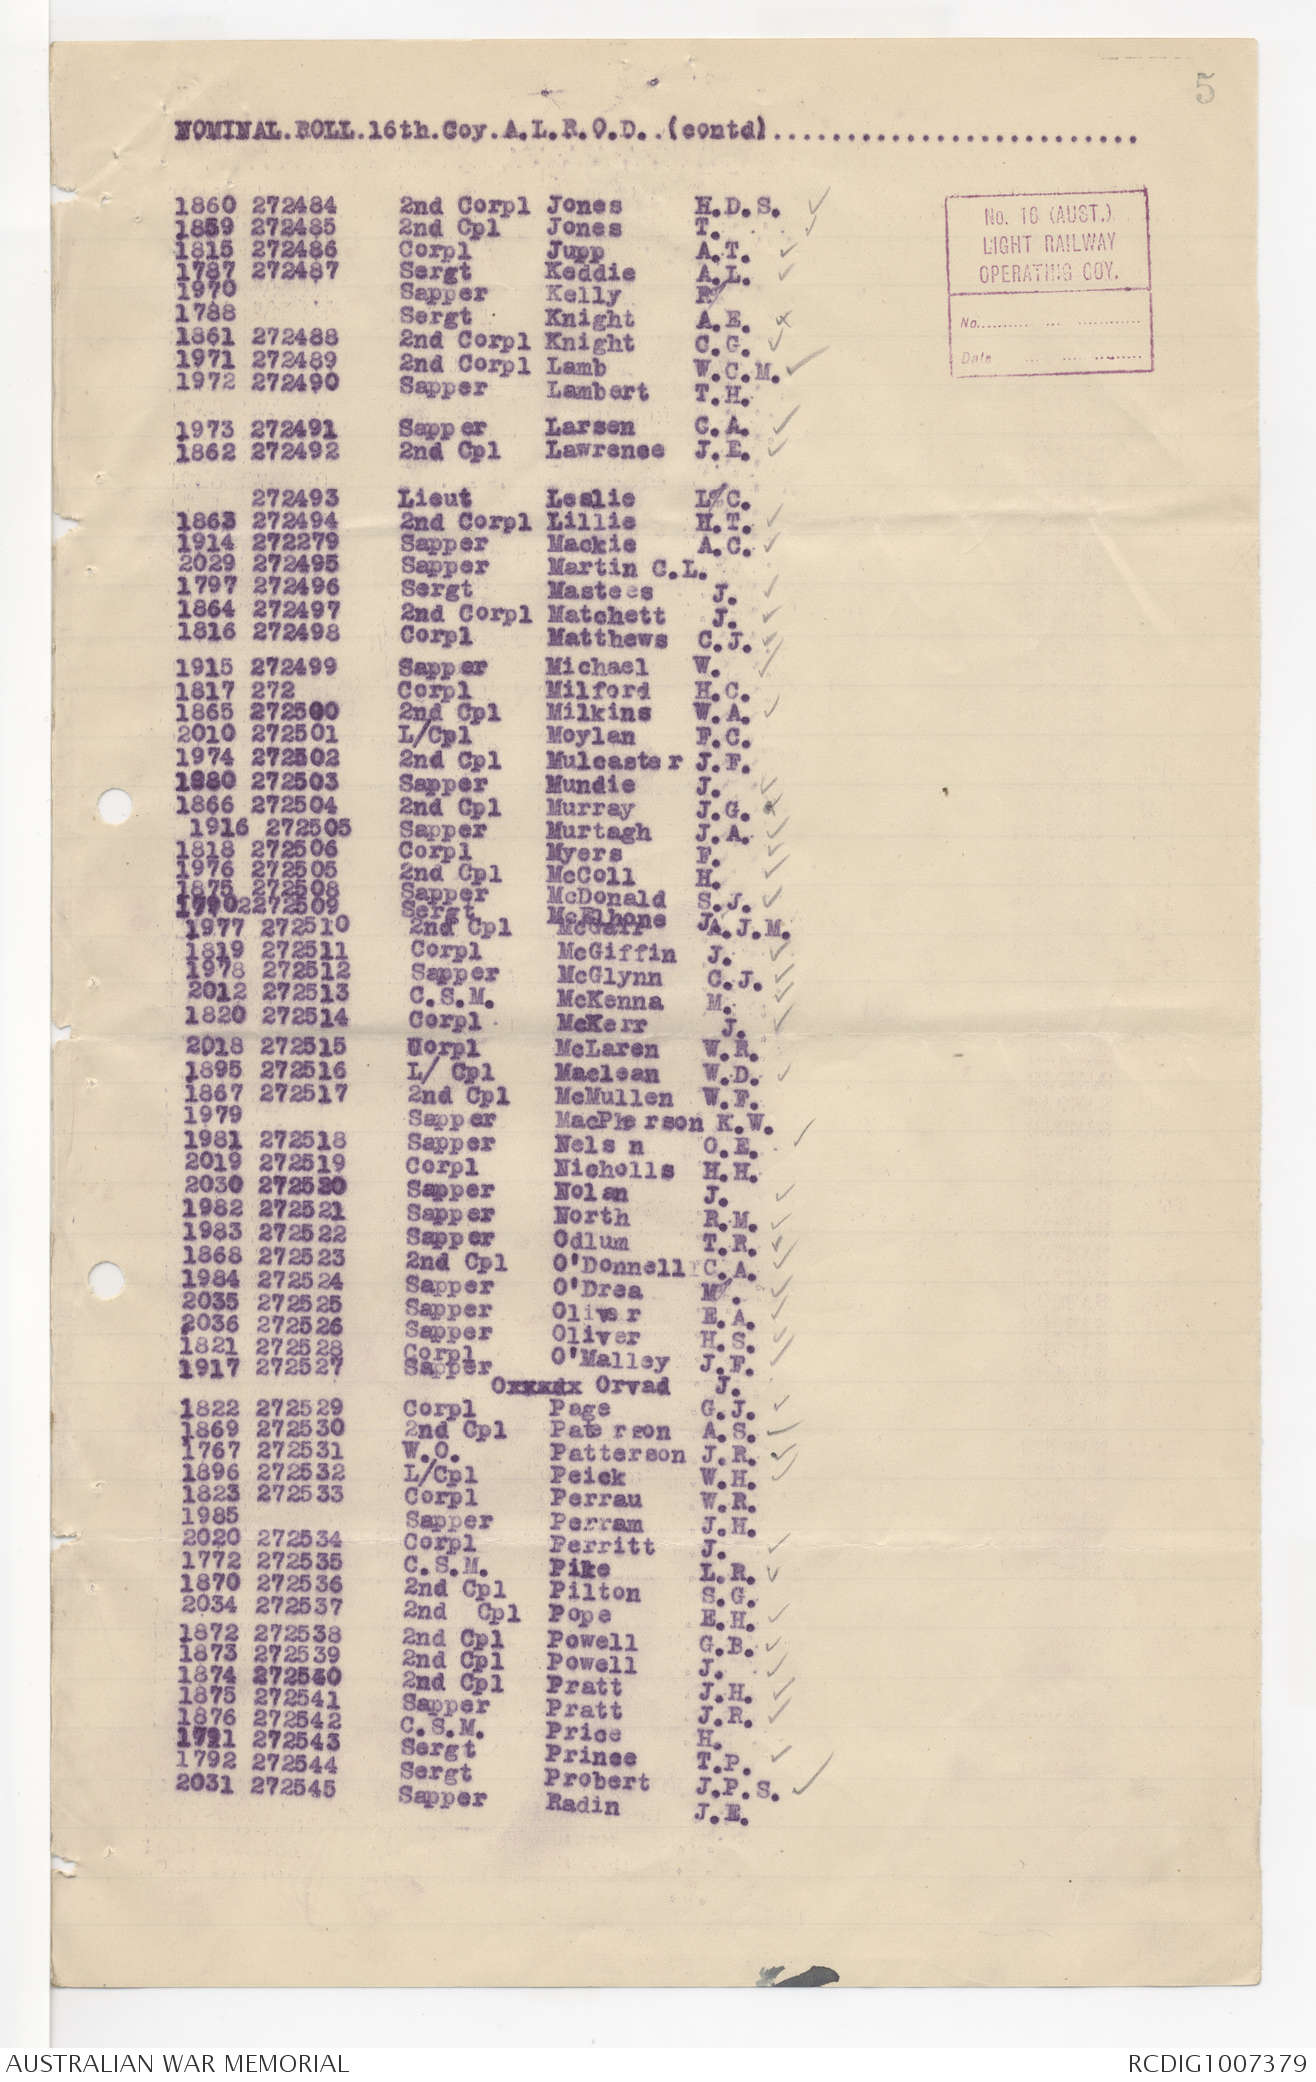 5
NOMINAL.ROLL.16th.Coy.A.L.R.O.D..(contd).........................
No. 16 (AUST.)
LIGHT RAILWAY
OPERATING COY.
No.
Date
1860 272484 2nd Corpl Jones H.D.S. ✓
1859 272485 2nd Cpl Jones T. ✓
1815 272486 Corpl Jupp A.T. ✓
1787 272487 Sergt Keddie A.L. ✓
1970 Sapper Kelly R
1788 Sergt Knight A.E. x
1861 272488 2nd Corpl Knight C.G. ✓
1971 272489 2nd Corpl Lamb W.C.M. ✓
1972 272490 Sapper Lambert T.H.
1973 272491 Sapper Larsen C.A. ✓
1862 272492 2nd Cpl Lawrence J.E. ✓
272493 Lieut Leslie L C.
1863 272494 2nd Corpl Lillie H.T. ✓
1914 272279 Sapper Mackie A.C. ✓
2029 272495 Sapper Martin C.L.
1797 272496 Sergt Mastees J. ✓
1864 272497 2nd Corpl Matchett J. ✓
1816 272498 Corpl Matthews C.J. ✓
1915 272499 Sapper Michael W. ✓
1817 272 Corpl Milford H.C.
1865 272500 2nd Cpl Milkins W.A. ✓
2010 272501 L/Cpl Moylan F.C.
1974 272502 2nd Cpl Mulcaster J.F.
1880 272503 Sapper Mundie J. ✓
1866 272504 2nd Cpl Murray J.G. x
1916 272505 Sapper Murtagh J.A. ✓
1818 272506 Corpl Myers F. ✓
1976 272505 2nd Cpl McColl H. ✓
1875 272508 Sapper McDonald S.J. ✓
1790 2272509 Sergt McElhone J
1977 272510 2nd Cpl McGarr A.J.M.
1819 272511 Corpl McGiffin J. ✓
1978 272512 Sapper McGlynn C.J. ✓
2012 272513 C.S.M. McKenna M. ✓
1820 272514 Corpl McKerr J. ✓
2018 272515 Corpl McLaren W.R.
1895 272516 L/ Cpl Maclean W.D. ✓
1867 272517 2nd Cpl McMullen W.F.
1979 Sapper MacPherson K.W.
1981 272518 Sapper Nels n O.E. ✓
2019 272519 Corpl Nicholls H.H.
2030 272520 Sapper Nolan J. ✓
1982 272521 Sapper North R.M. ✓
1983 272522 Sapper Odlum T.R. ✓
1868 272523 2nd Cpl O'Donnell C.A. ✓
1984 272524 Sapper O'Drea M . ✓
2035 272525 Sapper Oliver E.A. ✓
2036 272526 Sapper Oliver H.S. ✓
1821 272528 Corpl O'Malley J.F. ✓
1917 272527 Sapper
Oxxxdx Orvad J.
1822 272529 Corpl Page G.J. ✓
1869 272530 2nd Cpl Paterson A.S. ✓
1767 272531 W.O. Patterson J.R. ✓
1896 272532 L/Cpl Peick W.H. ✓
1823 272533 Corpl Perrau W.R.
1985 Sapper Perram J.H.
2020 272534 Corpl Perritt J. ✓
1772 272535 C.S.M. Pike L.R. ✓
1870 272536 2nd Cpl Pilton S.G.
2034 272537 2nd Cpl Pope E.H. ✓
1872 272538 2nd Cpl Powell G.B. ✓
1873 272539 2nd Cpl Powell J. ✓
1874 272540 2nd Cpl Pratt J.H. ✓
1875 272541 Sapper Pratt J.R. ✓
1876 272542 C.S.M. Price H.
1791 272543 Sergt Prince T.P. ✓
1792 272544 Sergt Probert J.P.S. ✓
2031 272545 Sapper Radin J.E.
AUSTRALIAN WAR MEMORIAL
RCDIG1007379